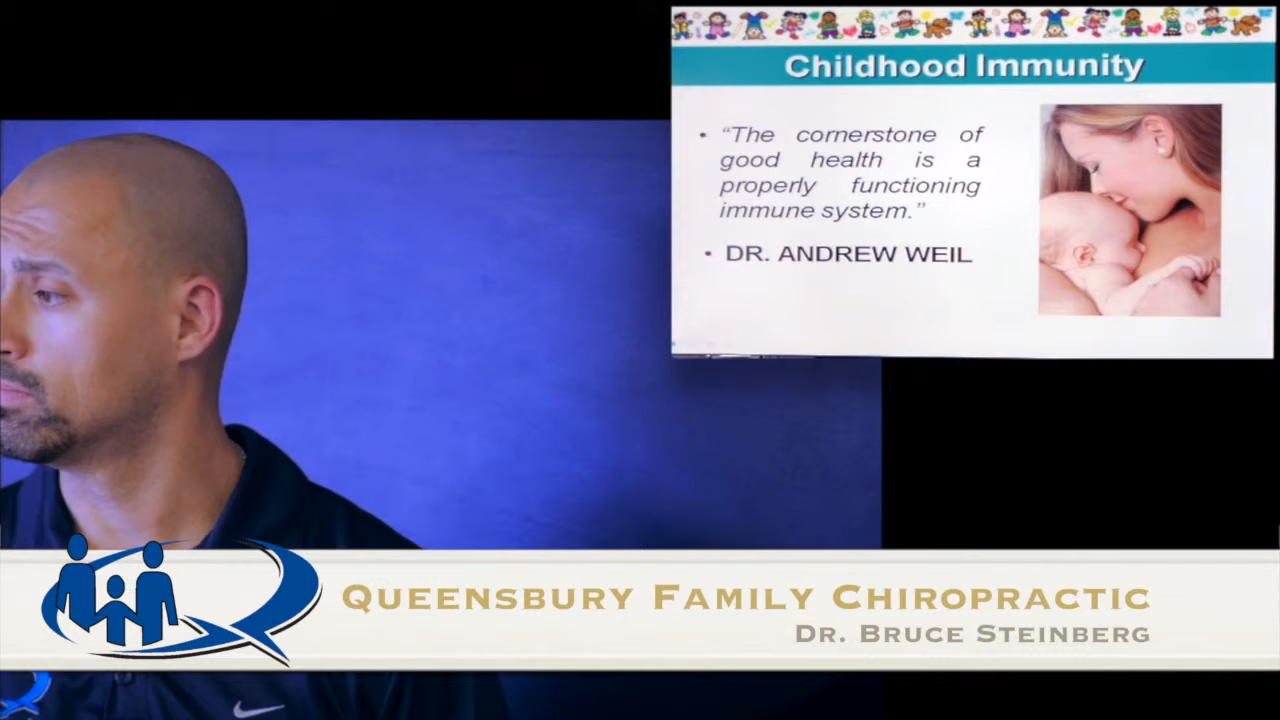 Childhood Immunity
• “The cornerstone of
good health is a
properly functioning
immune system.”
• DR. ANDREW WEIL
QUEENSBURY FAMILY CHIROPRACTIC
DR. BRUCE STEINBERG